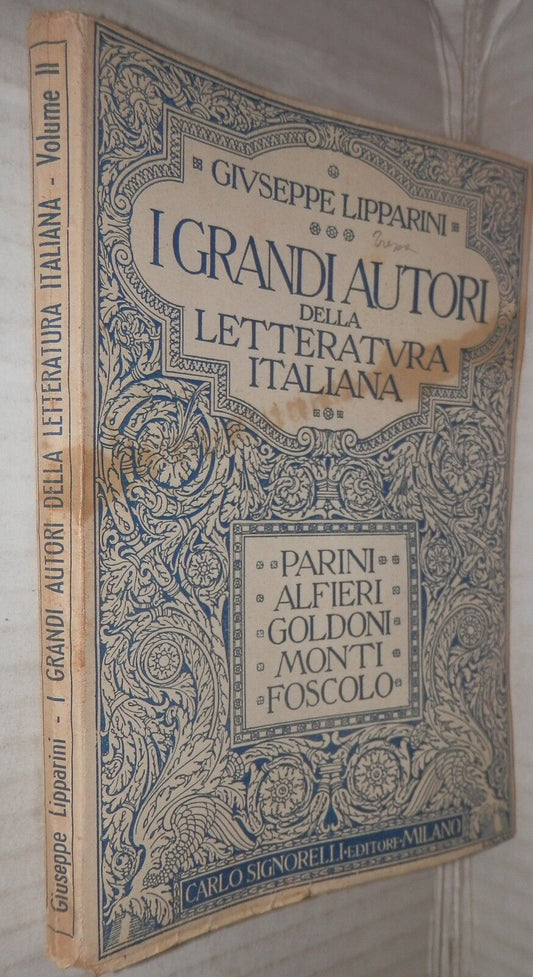 Giuseppe Lipparini - I GRANDI AUTORI DELLA LETTERATURA ITALIANA - Volume II
GIVSEPPE LIPPARINI
I GRANDI AUTORI
DELLA
LETTERATVRA
ITALIANA
PARINI
ALFIERI
GOLDONI
MONTI
FOSCOLO
CARLO SIGNORELLI·EDITORE·MILANO